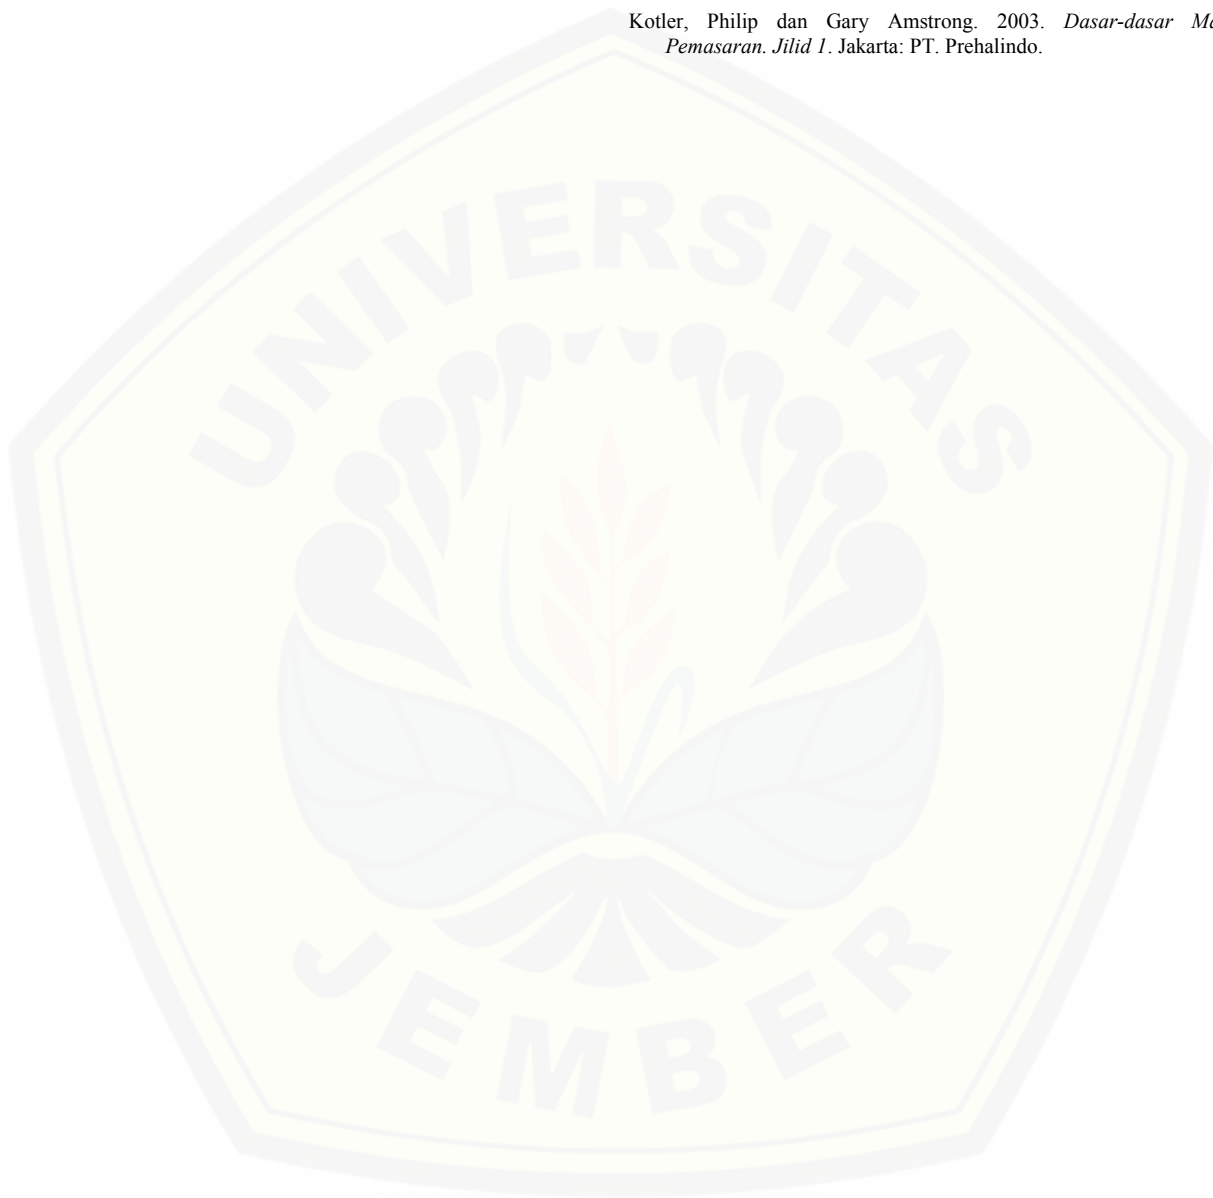 Kotler, Philip dan Gary Amstrong. 2003. Dasar-dasar
Pemasaran. Jilid 1. Jakarta: PT. Prehalindo.
UNIVERSITAS
JEMBER